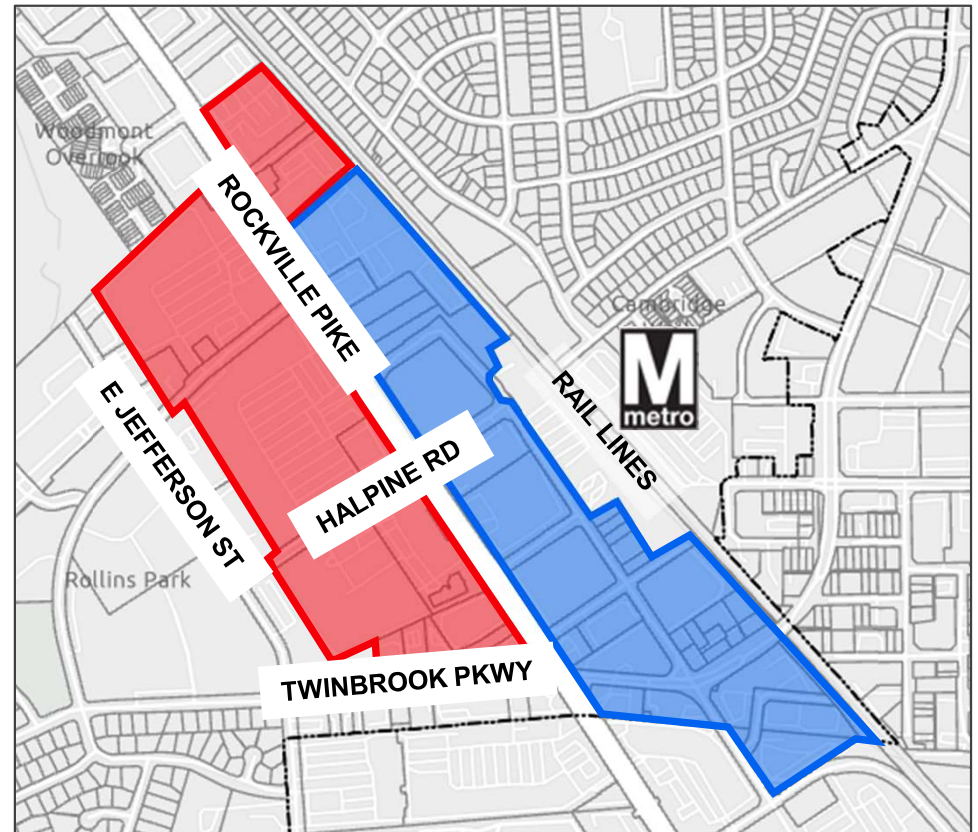 Woodmont
Overlook
ROCKVILLE PIKE
Cambridge
M
metro
RAIL LINES
E JEFFERSON ST
HALPINE RD
Rollins Park
TWINBROOK PKWY